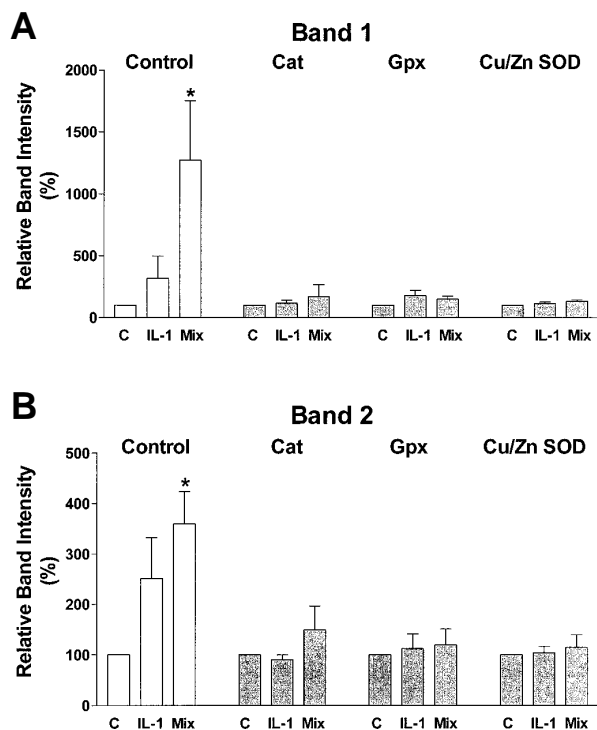 A
Band 1
Control Cat Gpx Cu/Zn SOD
Relative Band Intensity
(%)
2000
1500
1000
500
0
*
C IL-1 Mix C IL-1 Mix C IL-1 Mix C IL-1 Mix
B
Band 2
Control Cat Gpx Cu/Zn SOD
Relative Band Intensity
(%)
500
400
300
200
100
0
*
C IL-1 Mix C IL-1 Mix C IL-1 Mix C IL-1 Mix